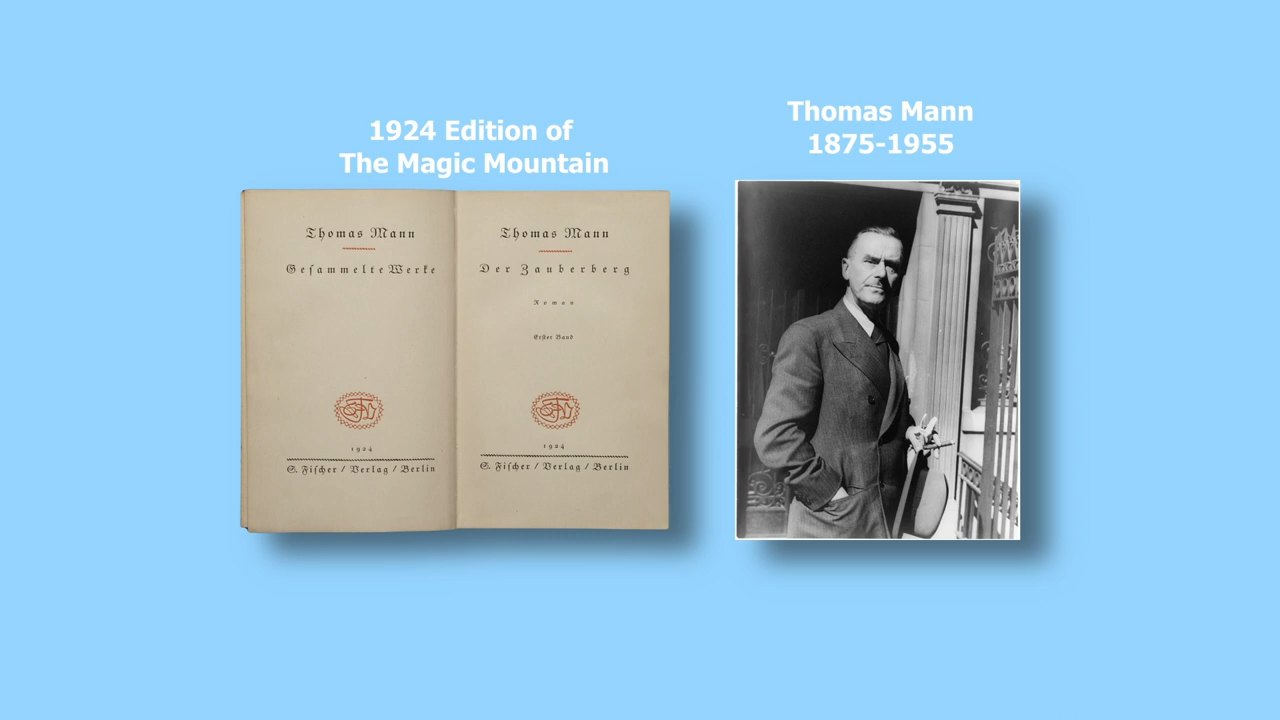 1924 Edition of
The Magic Mountain
Thomas Mann
Gesammelte Werke
1924
S. Fischer / Verlag / Berlin
Thomas Mann
Der Zauberberg
Roman
Erster Band
1924
S. Fischer / Verlag / Berlin
Thomas Mann
1875-1955